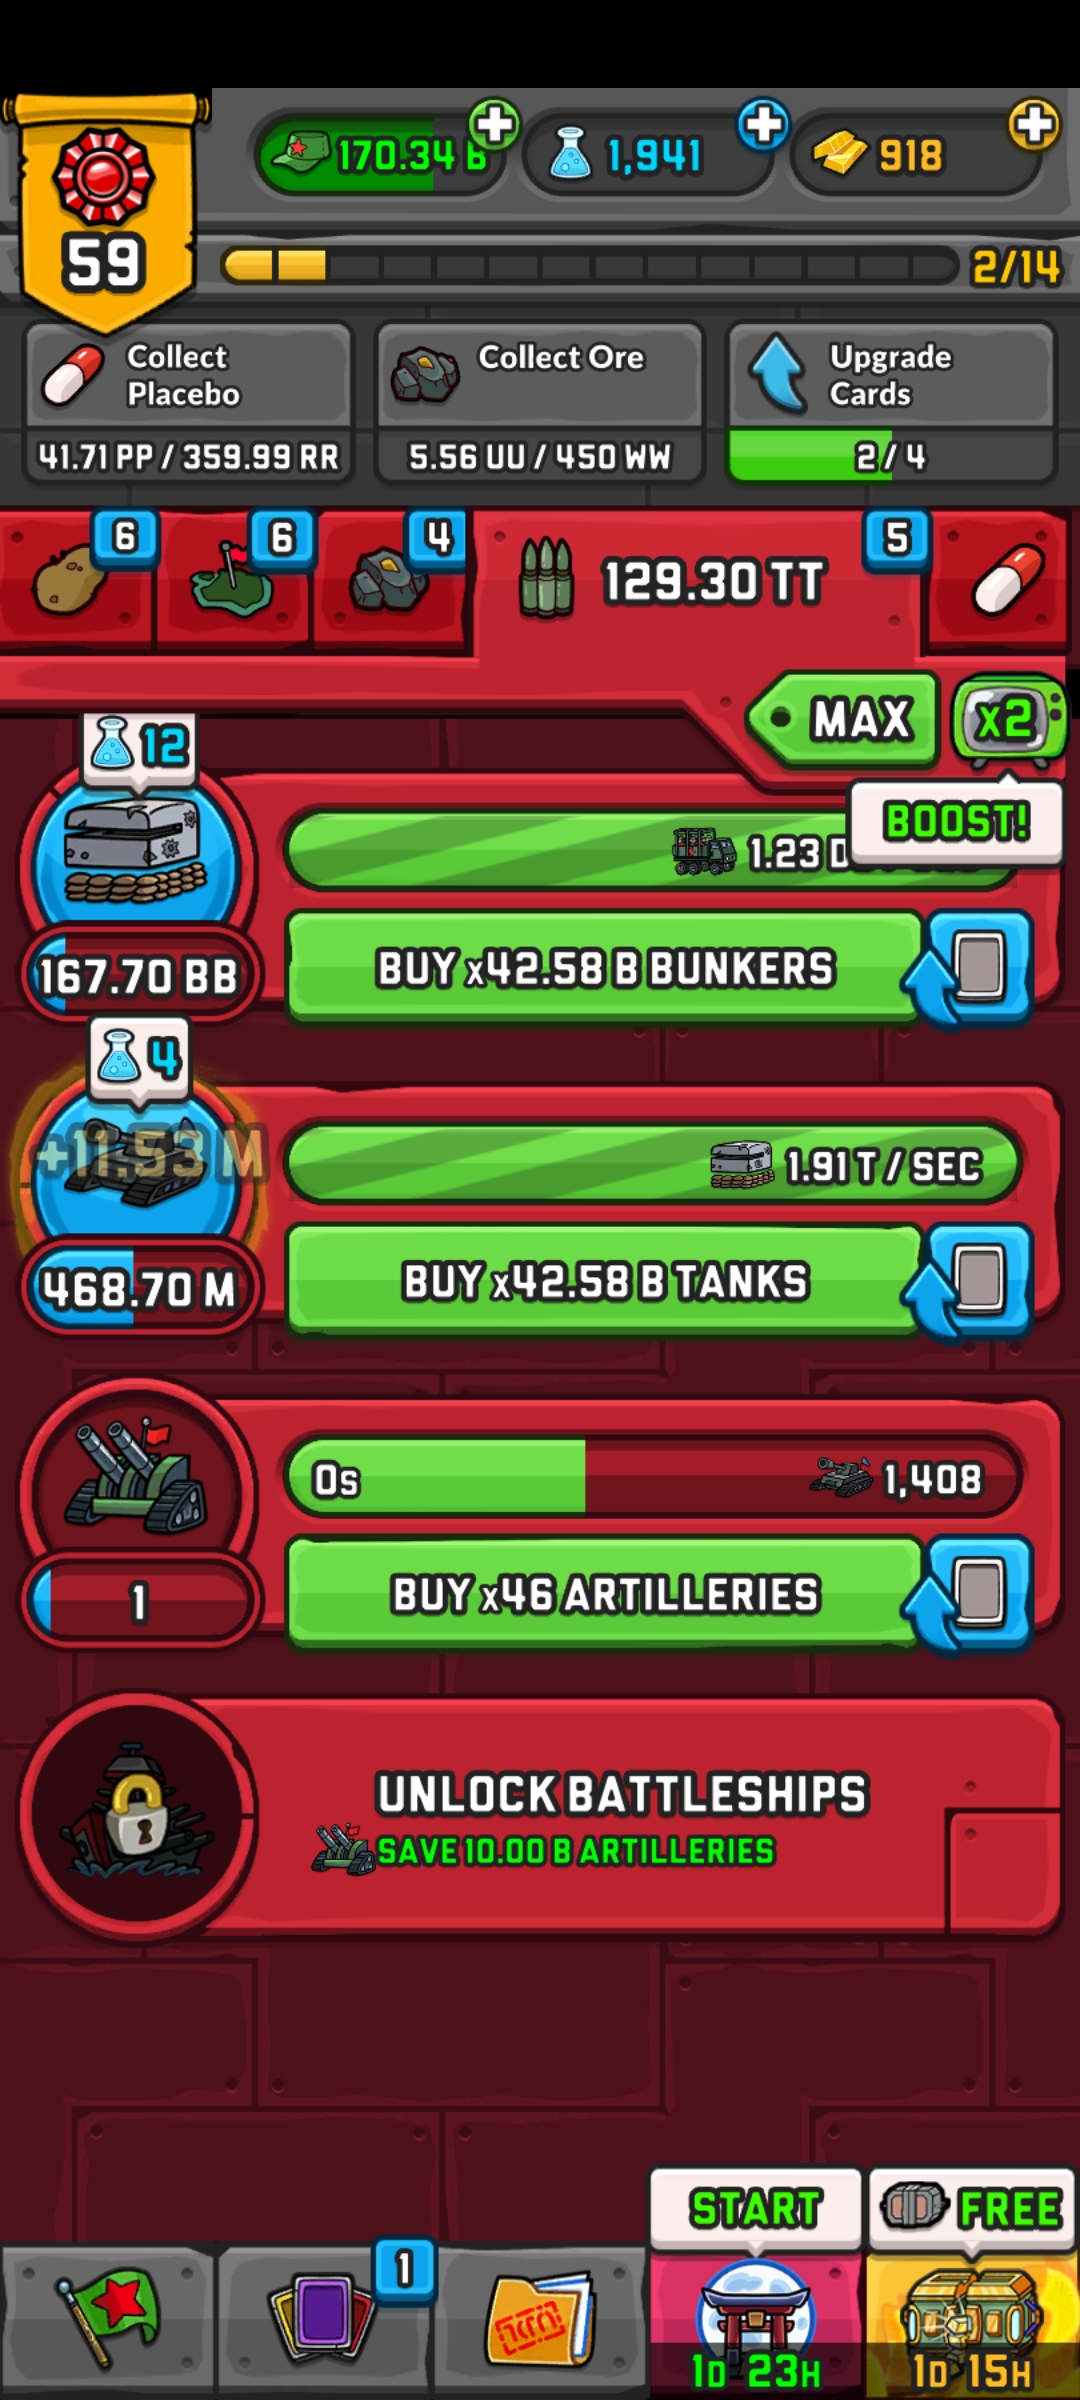 170.34 B
1,941
918
59
2/14
Collect
Placebo
41.71 PP / 359.99 RR
Collect Ore
5.56 UU / 450 WW
Upgrade
Cards
2/ 4
6
6
4
129.30 TT
5
MAX
x2
BOOST!
12
1.23
167.70 BB
BUY x42.58 B BUNKERS
4
+11.53 M
1.91 T / SEC
468.70 M
BUY x42.58 B TANKS
0s
1,408
1
BUY x46 ARTILLERIES
UNLOCK BATTLESHIPS
SAVE 10.00 B ARTILLERIES
START
FREE
1
1D 23H
1D 15H